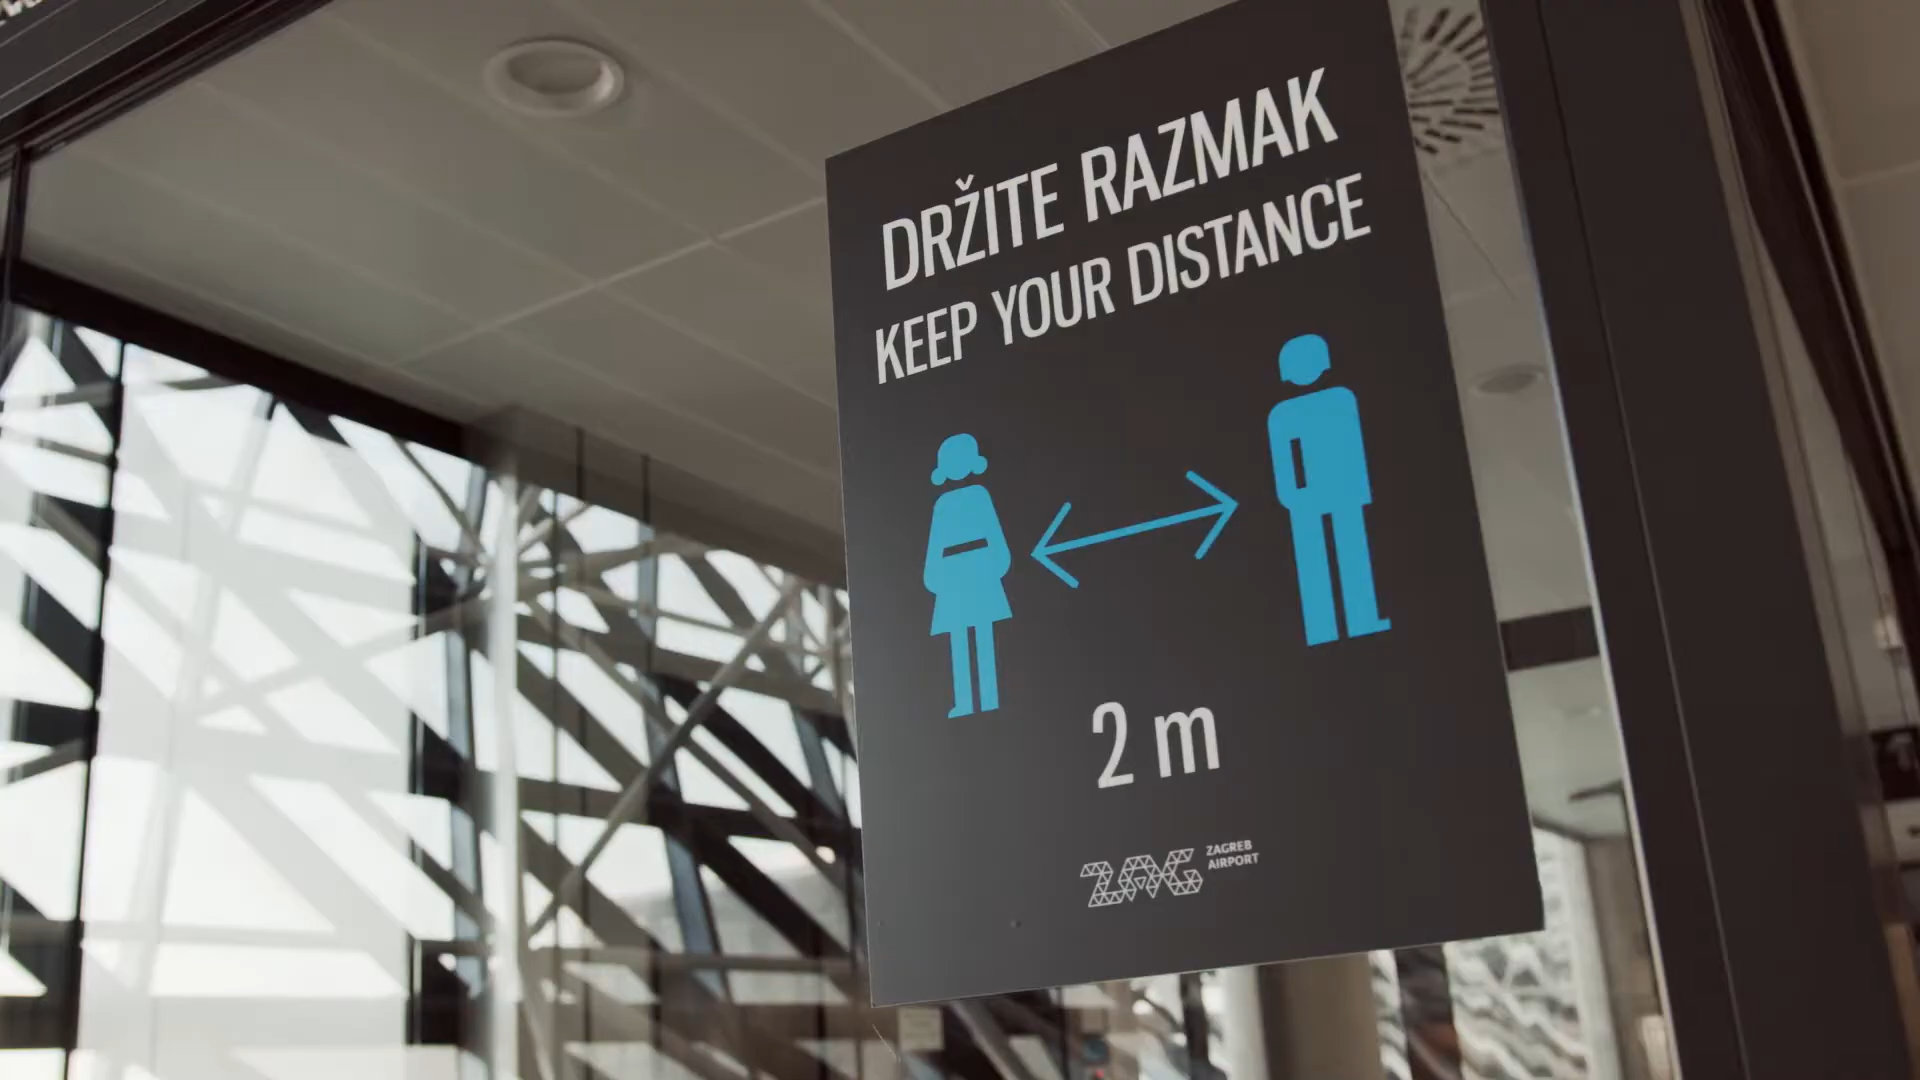 DRŽITE RAZMAK
KEEP YOUR DISTANCE
2 m
ZAG
ZAGREB
AIRPORT